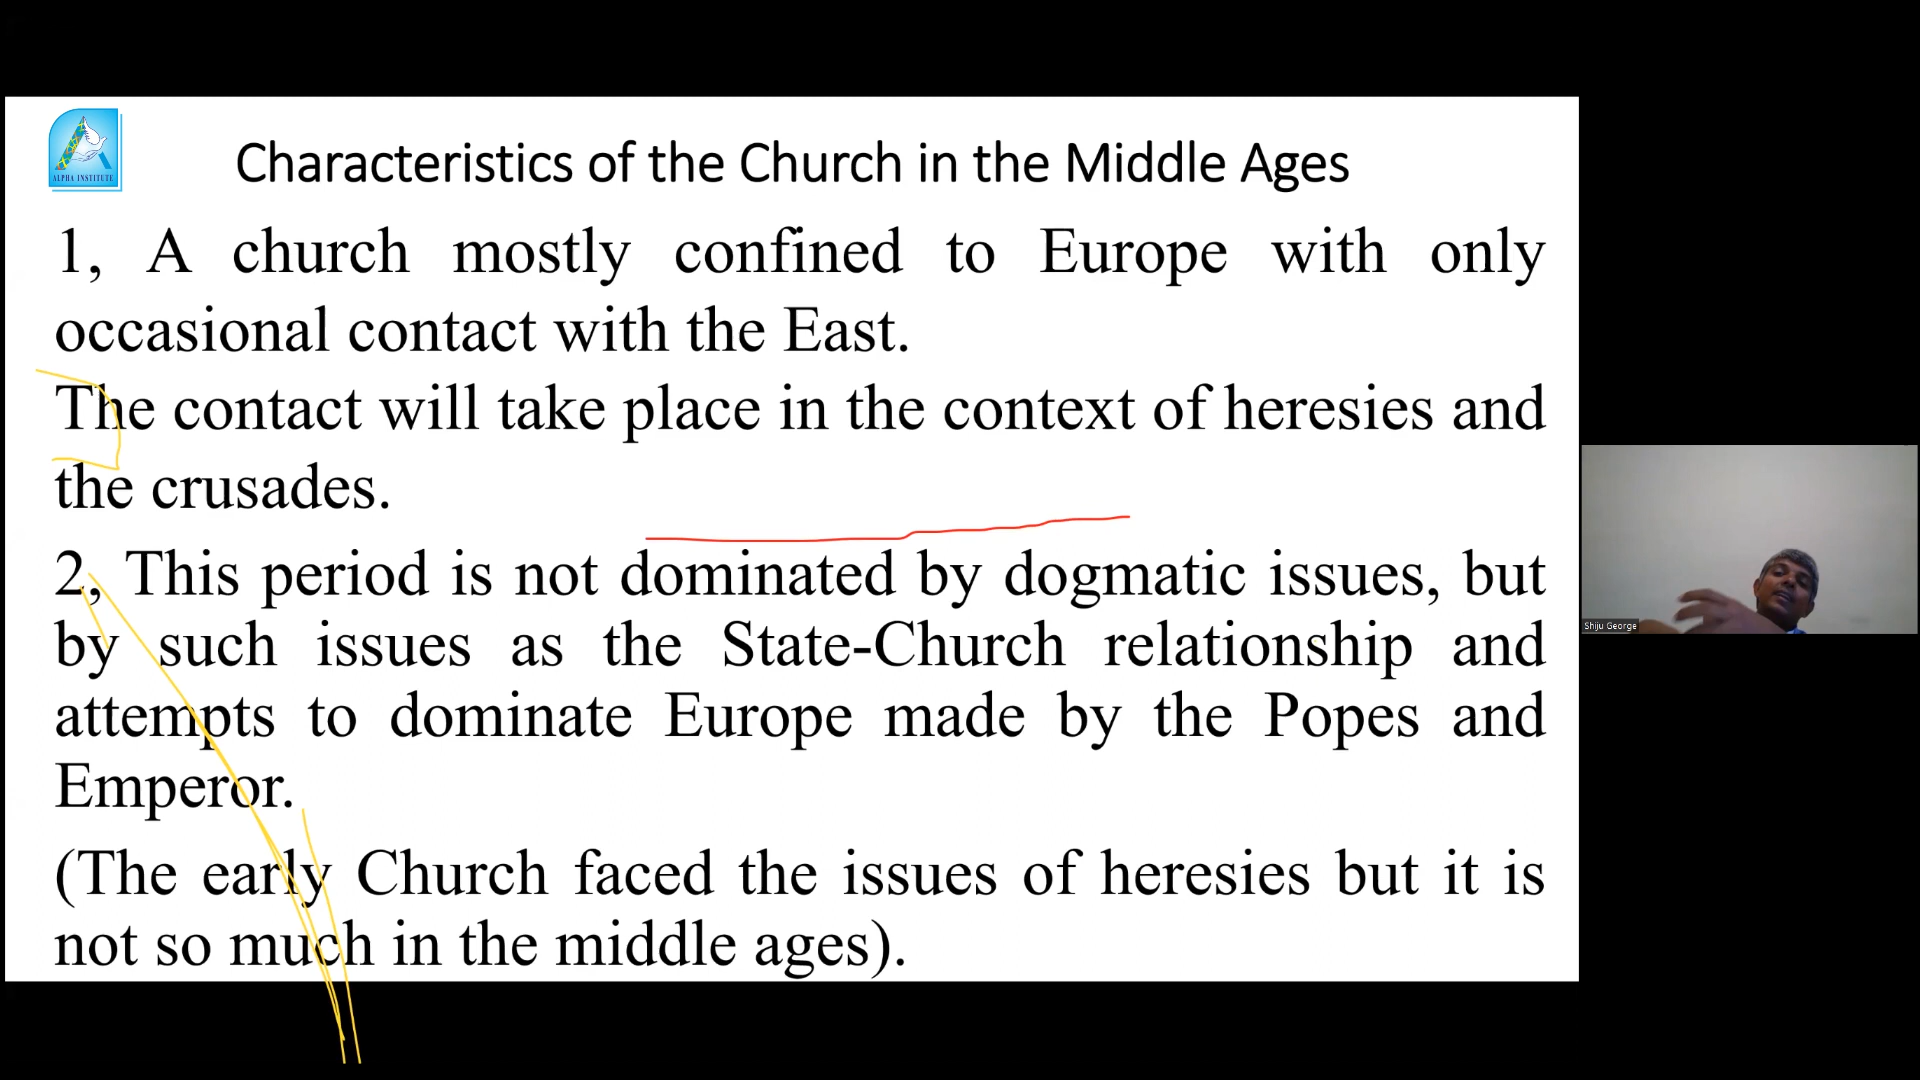 ALPHA INSTITUTE
Characteristics of the Church in the Middle Ages
1, A church mostly confined to Europe with only
occasional contact with the East.
The contact will take place in the context of heresies and
the crusades.
2, This period is not dominated by dogmatic issues, but
by such issues as the State-Church relationship and
attempts to dominate Europe made by the Popes and
Emperor.
(The early Church faced the issues of heresies but it is
not so much in the middle ages).
Shiju George